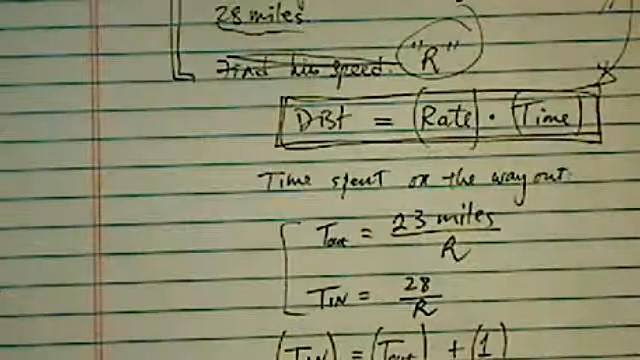 28 miles
Find his speed. "R"
Dist = (Rate) · (Time)
Time spent on the way out
Tout = 23 miles / R
TIN = 28 / R
(TIN) = (Tout) + (1)